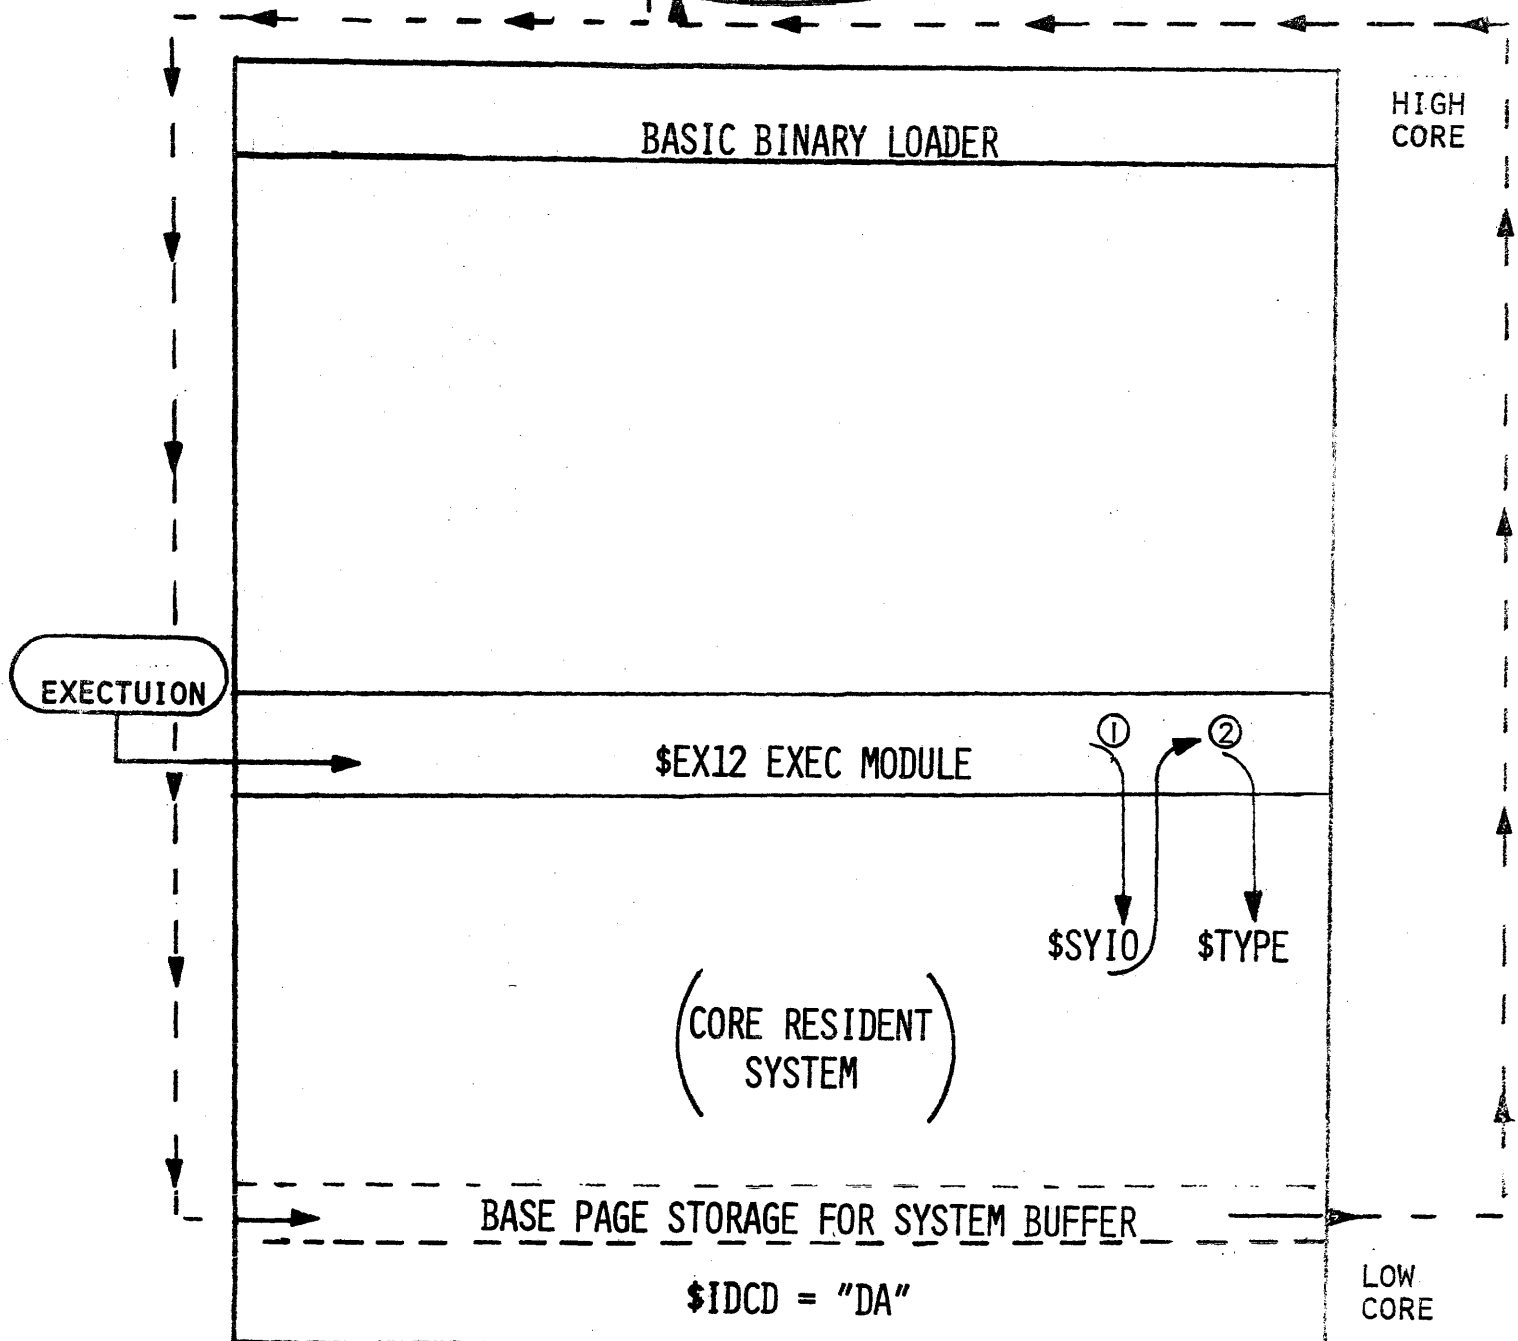 HIGH
CORE
BASIC BINARY LOADER
EXECTUION
$EX12 EXEC MODULE
① ②
$SYIO $TYPE
(CORE RESIDENT
SYSTEM)
BASE PAGE STORAGE FOR SYSTEM BUFFER
LOW
CORE
$IDCD = "DA"